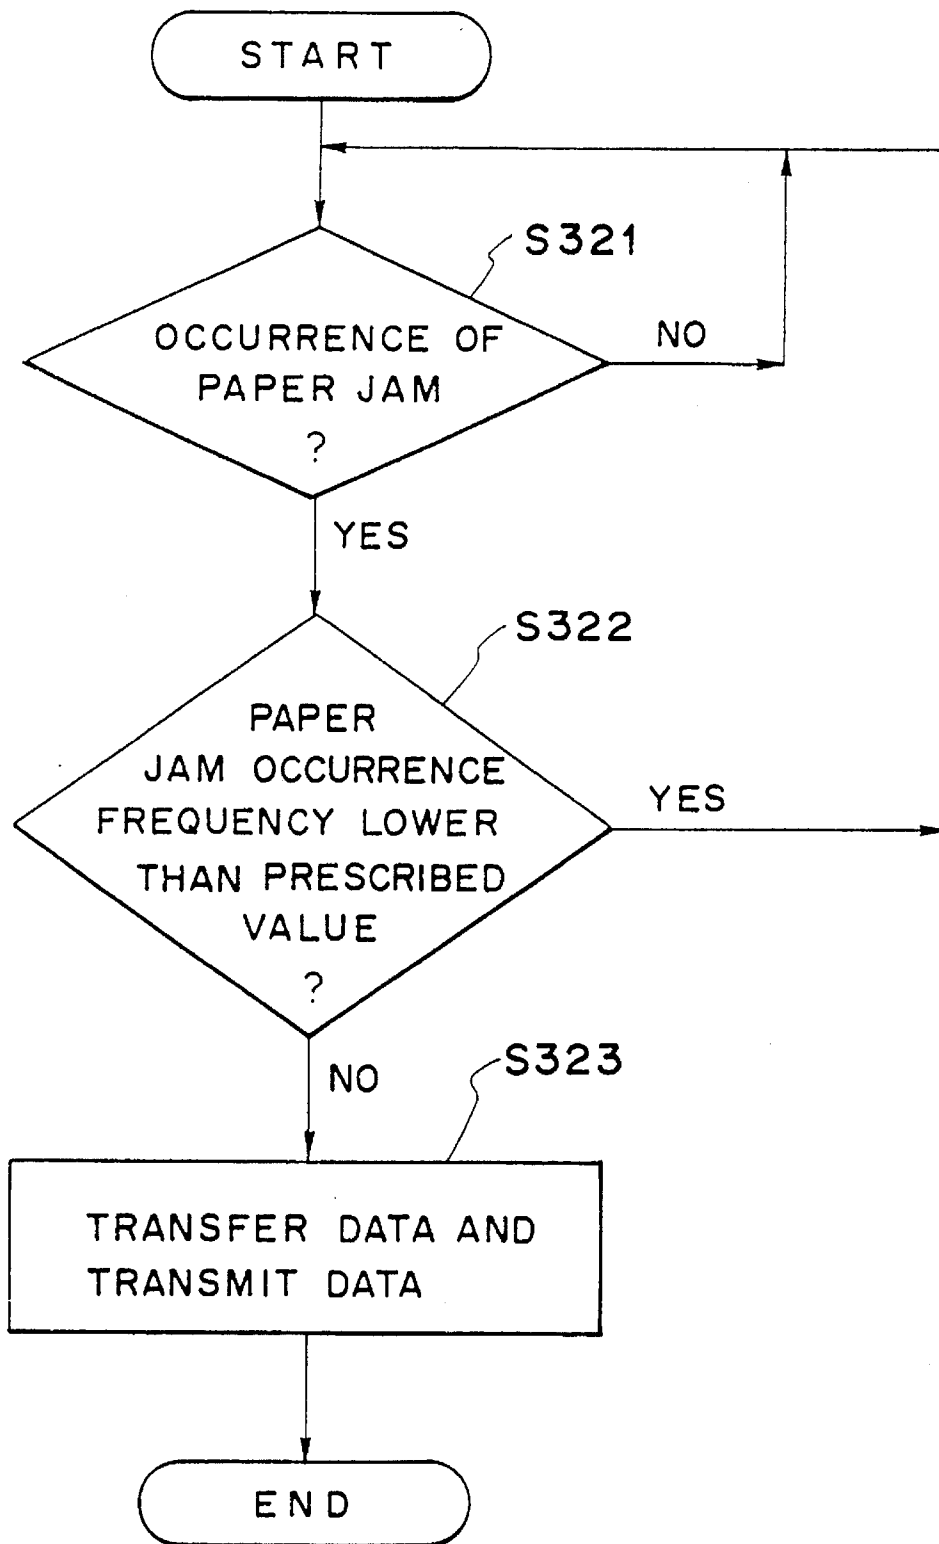 START
S321
OCCURRENCE OF
PAPER JAM
?
NO
YES
S322
PAPER
JAM OCCURRENCE
FREQUENCY LOWER
THAN PRESCRIBED
VALUE
?
YES
NO
S323
TRANSFER DATA AND
TRANSMIT DATA
END